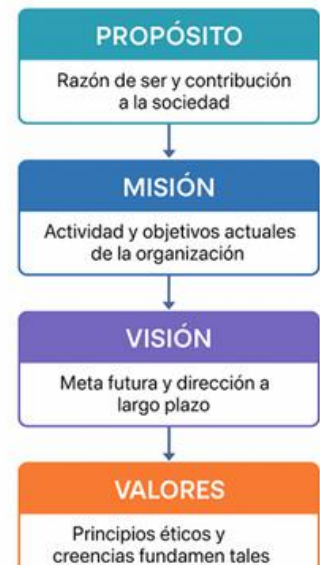 PROPÓSITO
Razón de ser y contribución
a la sociedad
MISIÓN
Actividad y objetivos actuales
de la organización
VISIÓN
Meta futura y dirección a
largo plazo
VALORES
Principios éticos y
creencias fundamen tales